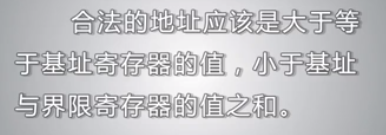 合法的地址应该是大于等
于基址寄存器的值，小于基址
与界限寄存器的值之和。